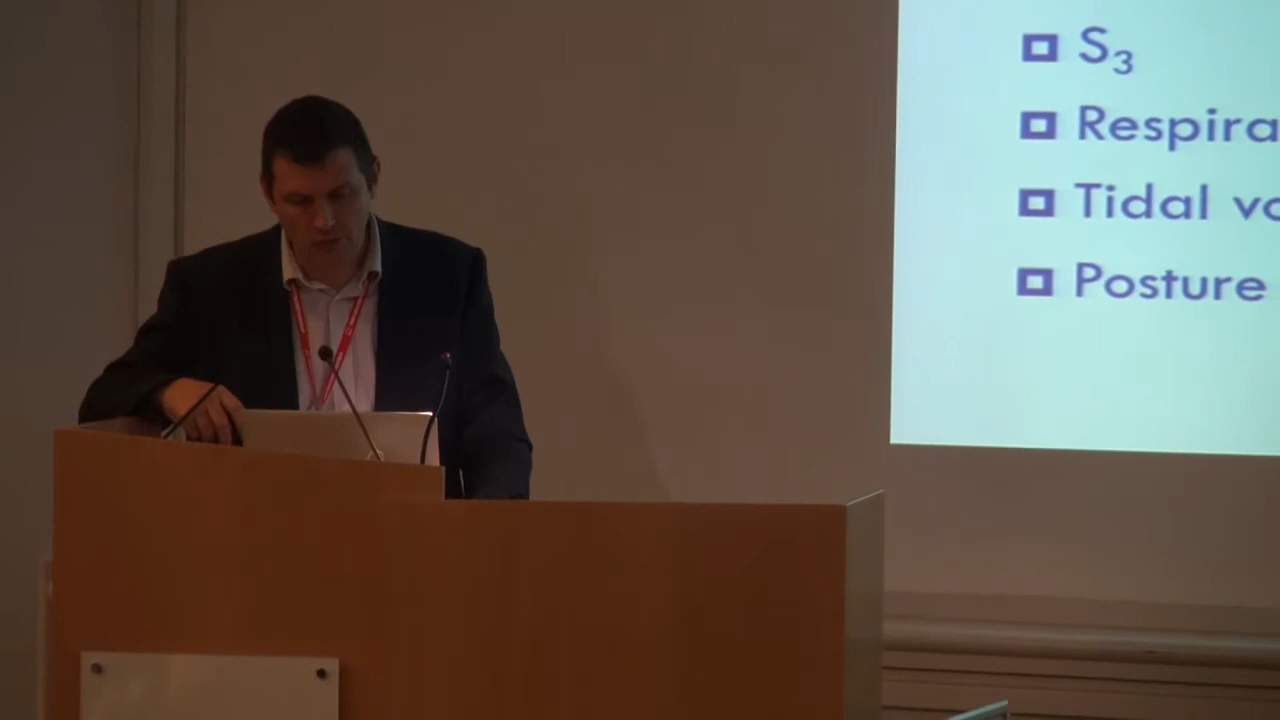 S₃
Respira
Tidal vo
Posture